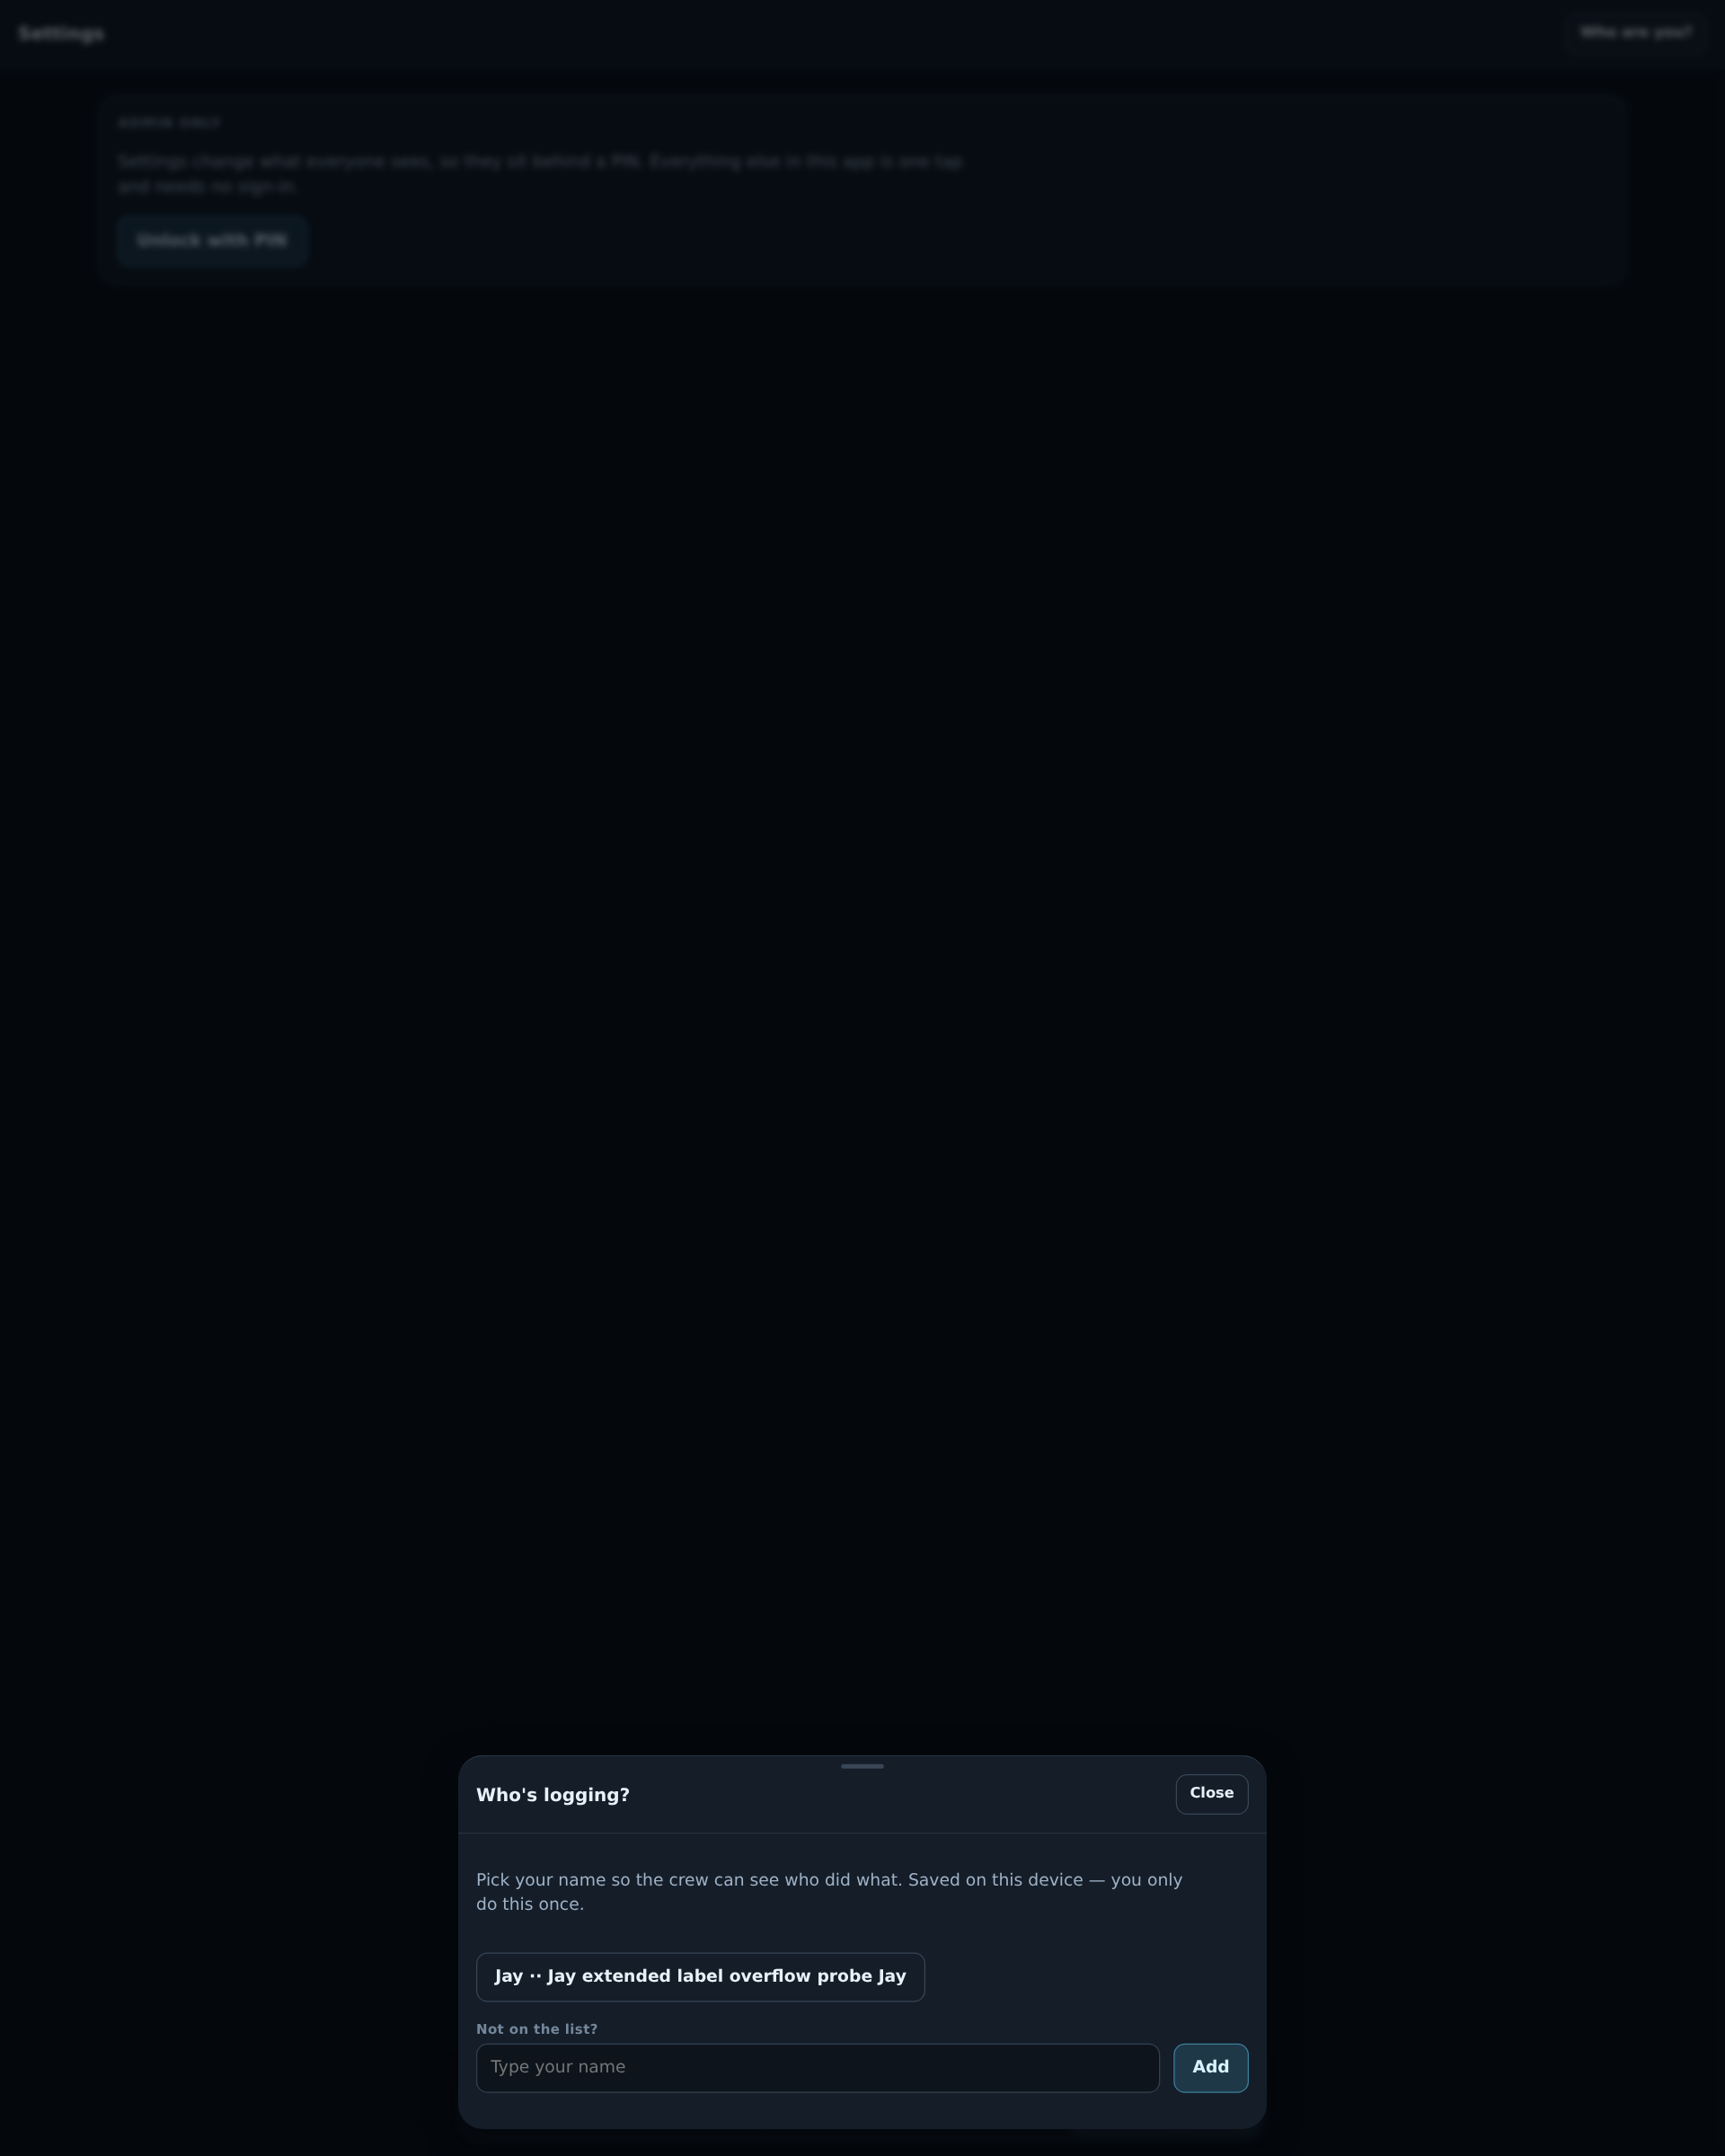 Settings
Who are you?
ADMIN ONLY
Settings change what everyone sees, so they sit behind a PIN. Everything else in this app is one tap
and needs no sign-in.
Unlock with PIN
Who's logging?
Close
Pick your name so the crew can see who did what. Saved on this device — you only
do this once.
Jay ·· Jay extended label overflow probe Jay
Not on the list?
Type your name
Add